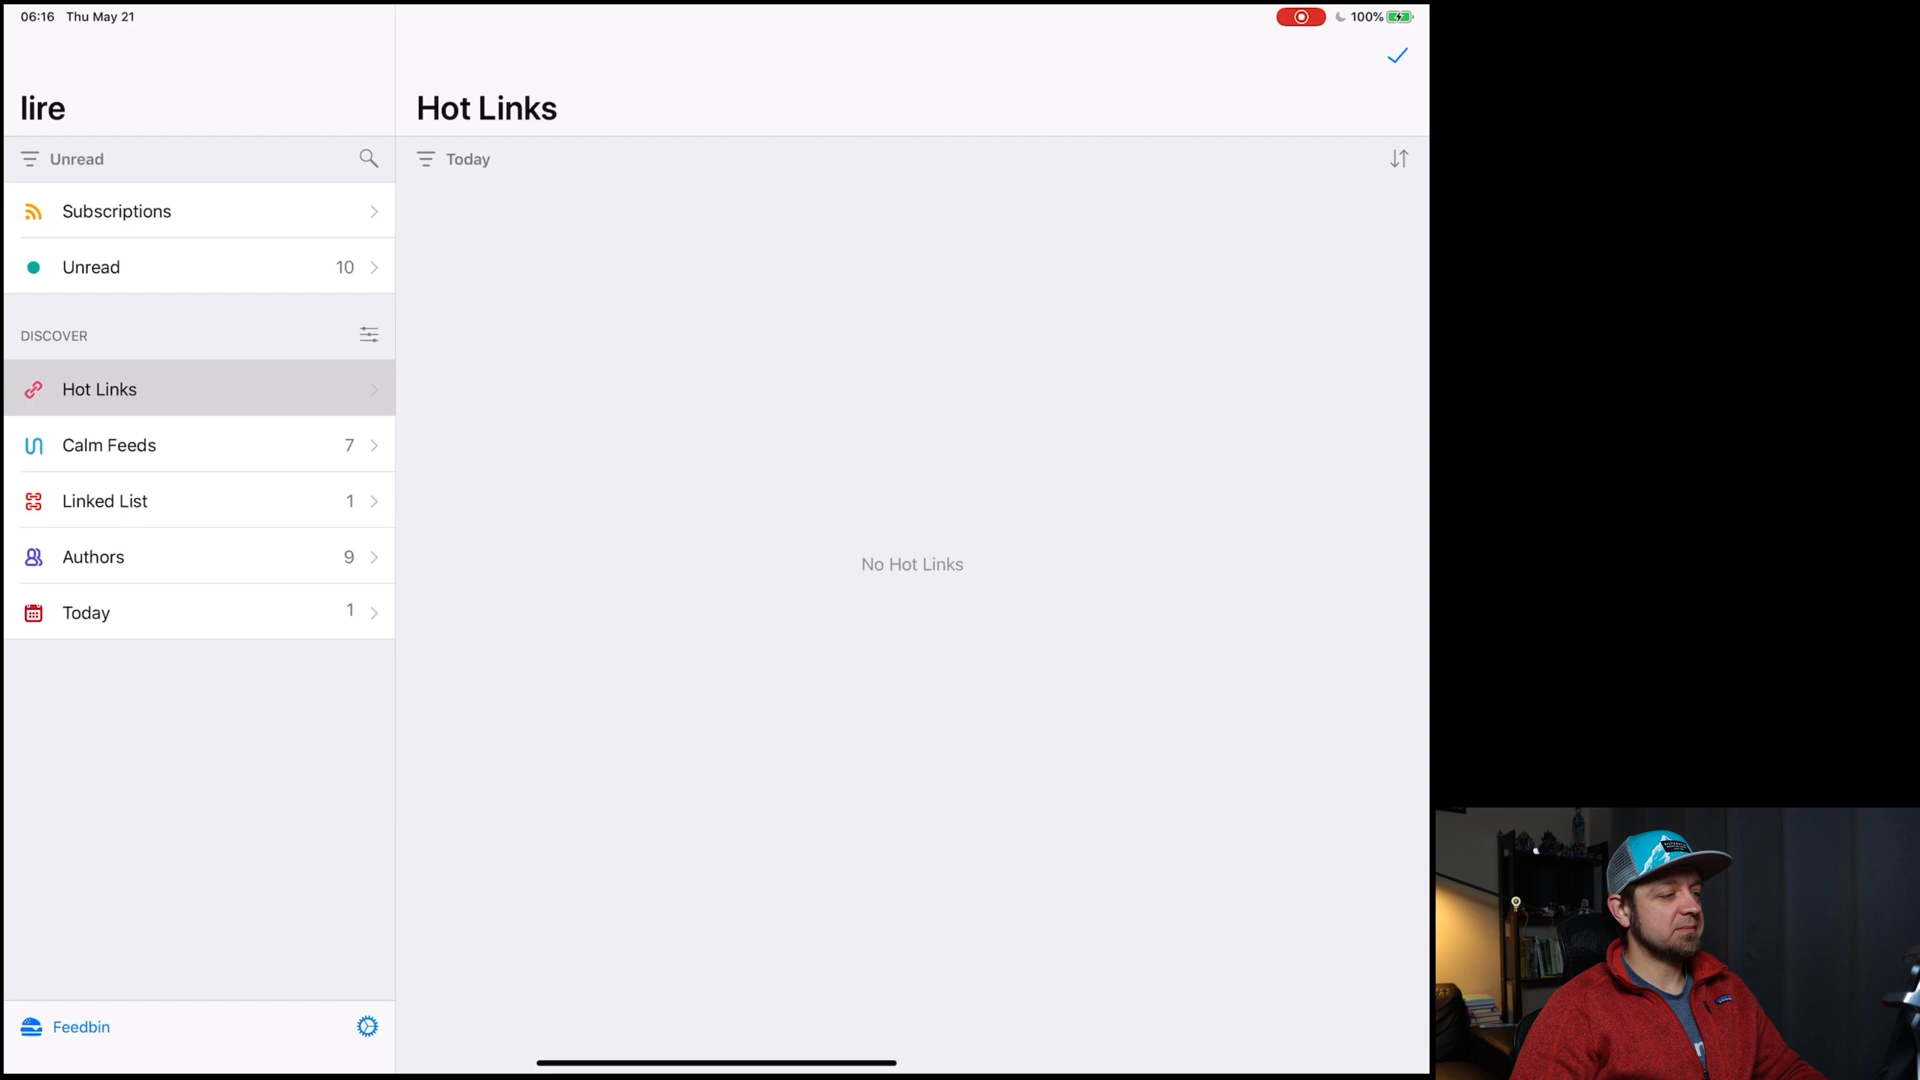 06:16 Thu May 21
100%
lire
Hot Links
Unread
Today
Subscriptions
Unread 10
DISCOVER
Hot Links
Calm Feeds 7
Linked List 1
Authors 9
Today 1
No Hot Links
Feedbin